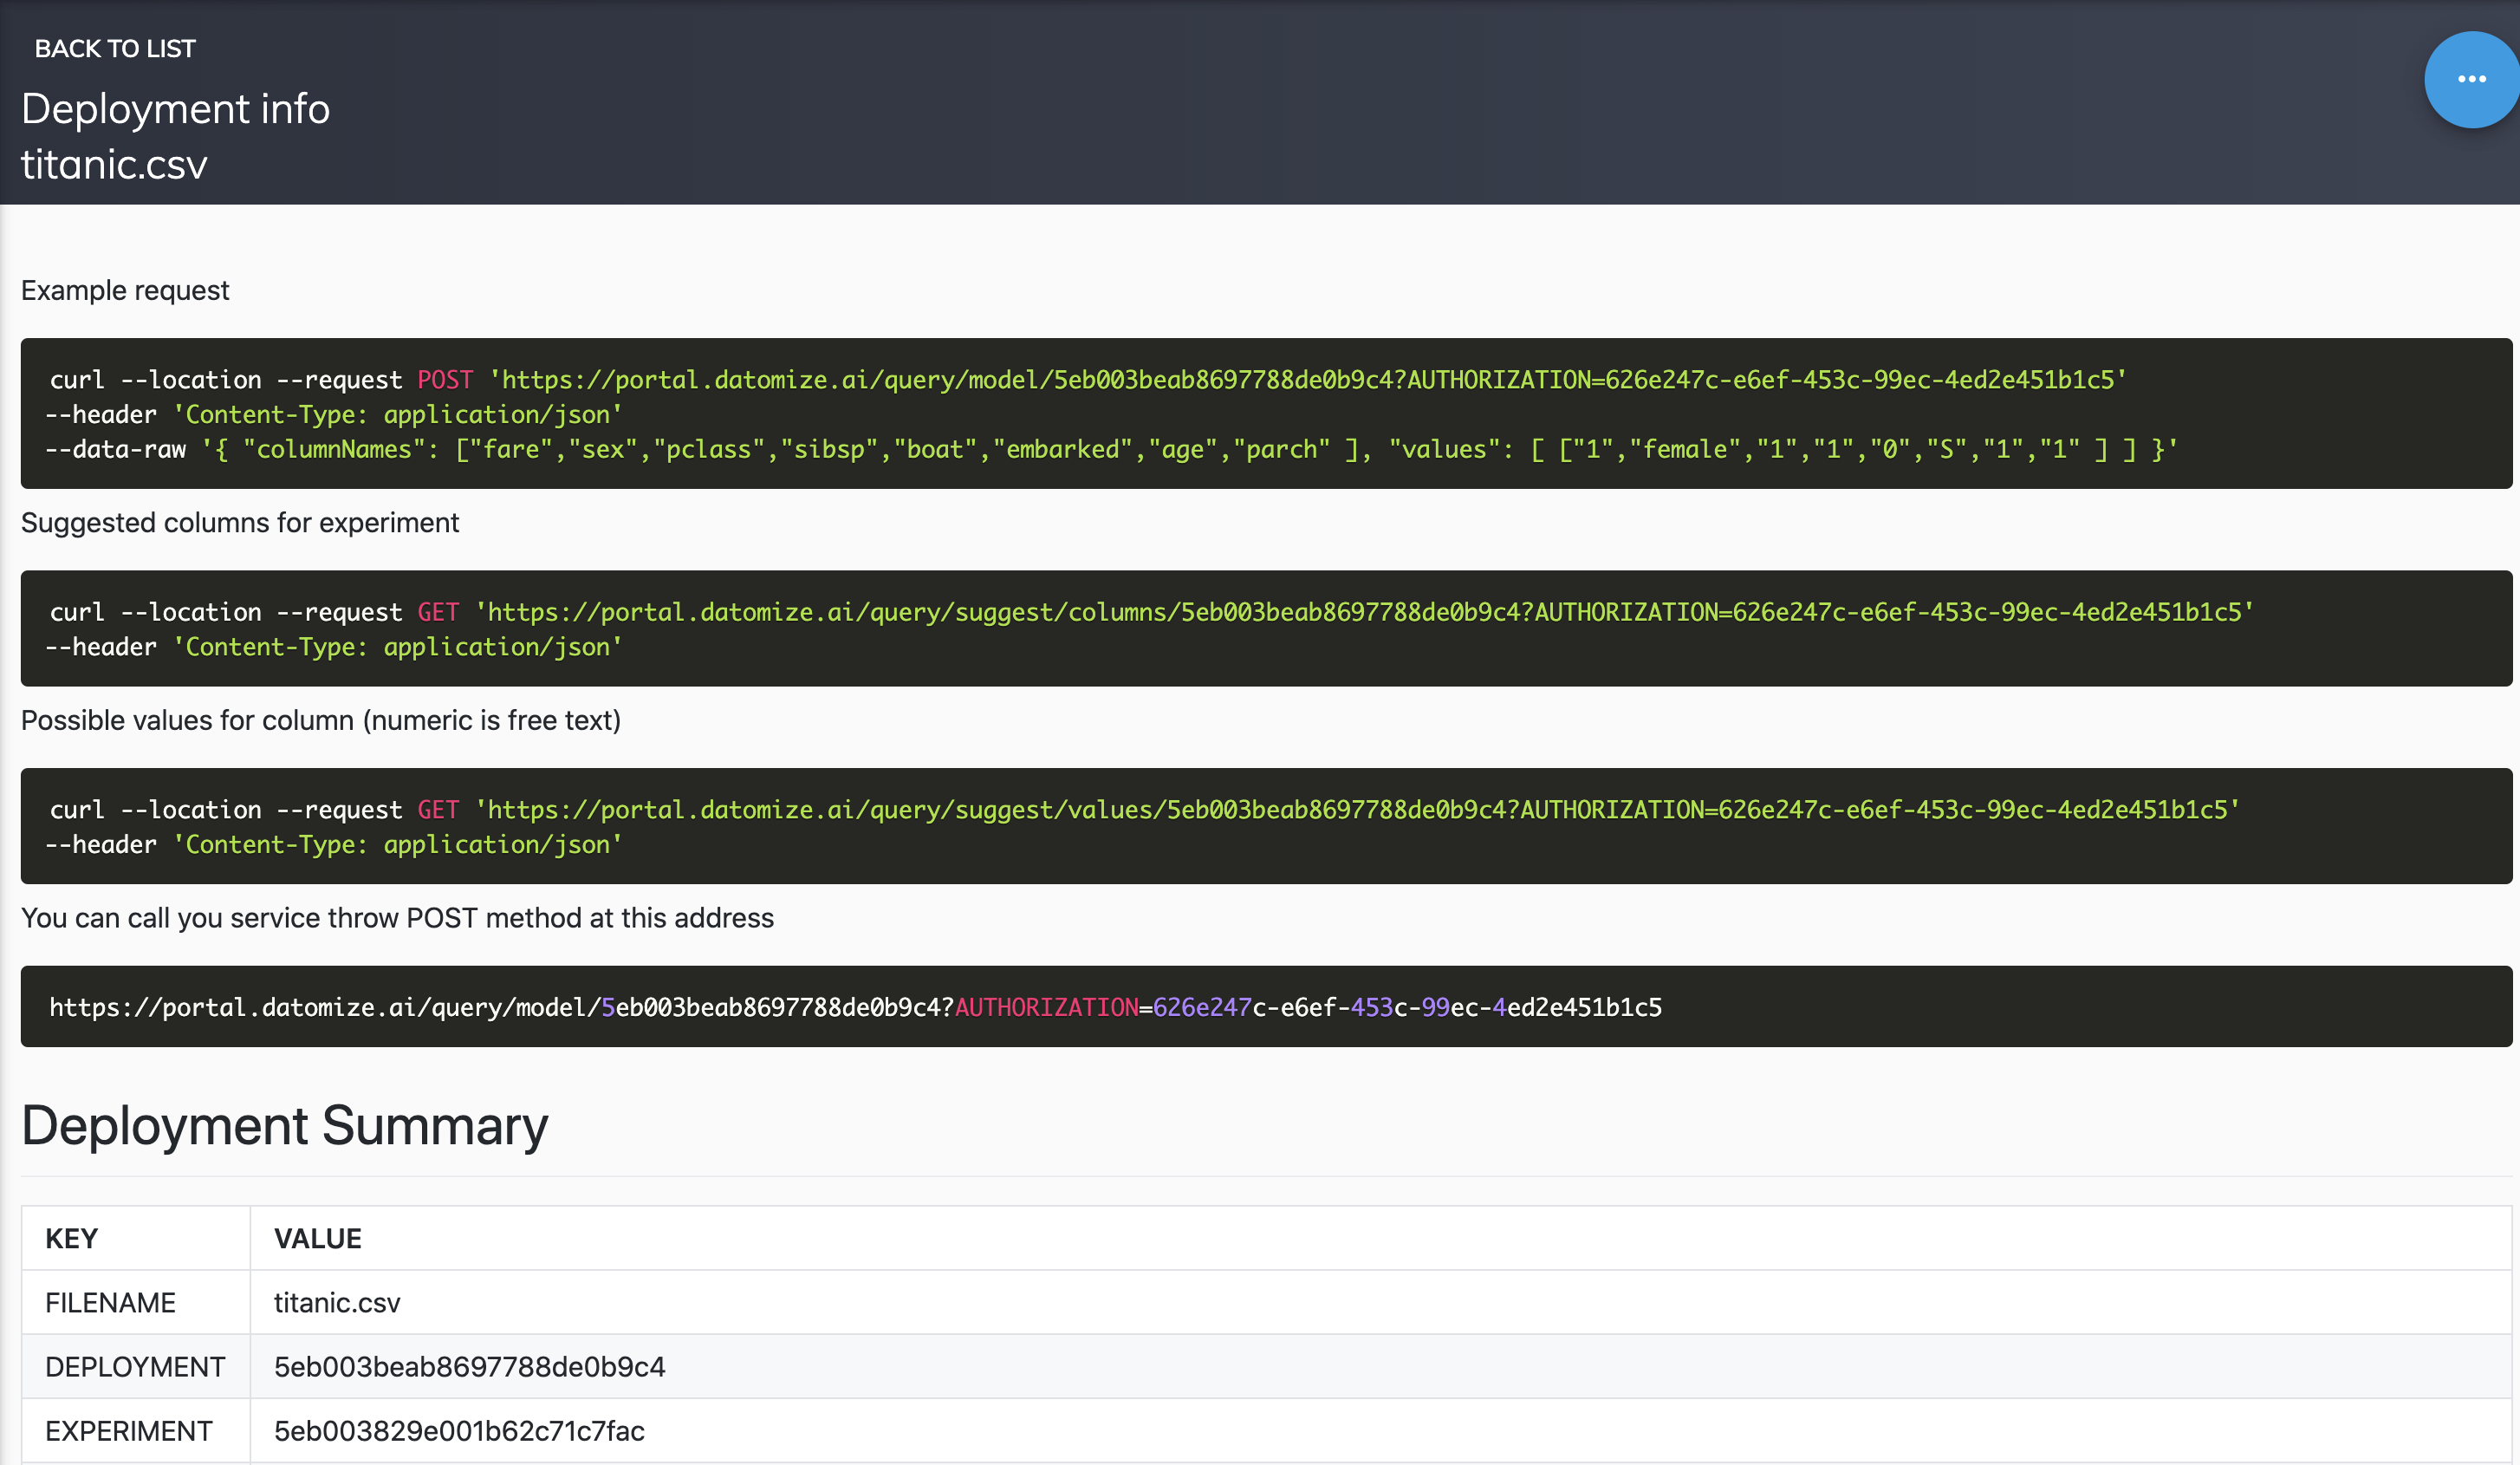 BACK TO LIST
Deployment info
titanic.csv
Example request
curl --location --request POST 'https://portal.datomize.ai/query/model/5eb003beab8697788de0b9c4?AUTHORIZATION=626e247c-e6ef-453c-99ec-4ed2e451b1c5'
--header 'Content-Type: application/json'
--data-raw '{ "columnNames": ["fare","sex","pclass","sibsp","boat","embarked","age","parch" ], "values": [ ["1","female","1","1","0","S","1","1" ] ] }'
Suggested columns for experiment
curl --location --request GET 'https://portal.datomize.ai/query/suggest/columns/5eb003beab8697788de0b9c4?AUTHORIZATION=626e247c-e6ef-453c-99ec-4ed2e451b1c5'
--header 'Content-Type: application/json'
Possible values for column (numeric is free text)
curl --location --request GET 'https://portal.datomize.ai/query/suggest/values/5eb003beab8697788de0b9c4?AUTHORIZATION=626e247c-e6ef-453c-99ec-4ed2e451b1c5'
--header 'Content-Type: application/json'
You can call you service throw POST method at this address
https://portal.datomize.ai/query/model/5eb003beab8697788de0b9c4?AUTHORIZATION=626e247c-e6ef-453c-99ec-4ed2e451b1c5
Deployment Summary
KEY VALUE
FILENAME titanic.csv
DEPLOYMENT 5eb003beab8697788de0b9c4
EXPERIMENT 5eb003829e001b62c71c7fac